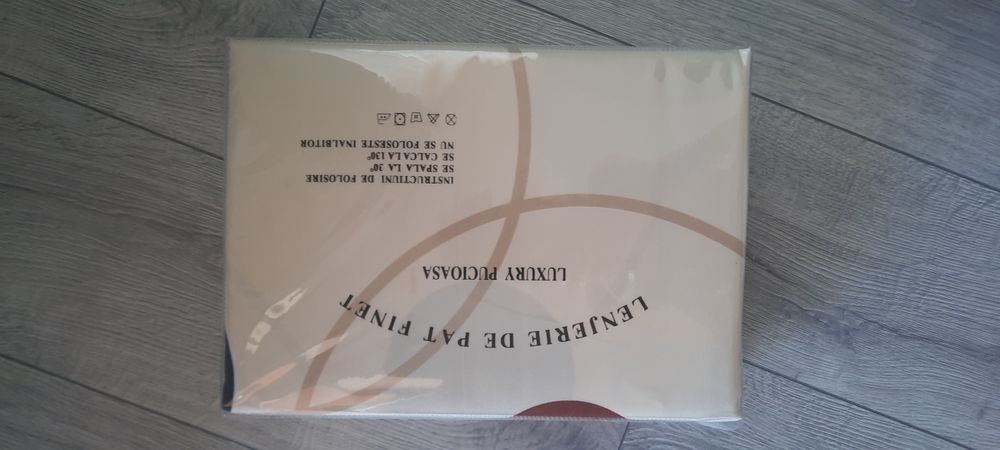 LENJERIE DE PAT FINET
LUXURY PUCIOASA
INSTRUCTIUNI DE FOLOSIRE
SE SPALA LA 30°
SE CALCA LA 130°
NU SE FOLOSESTE INALBITOR